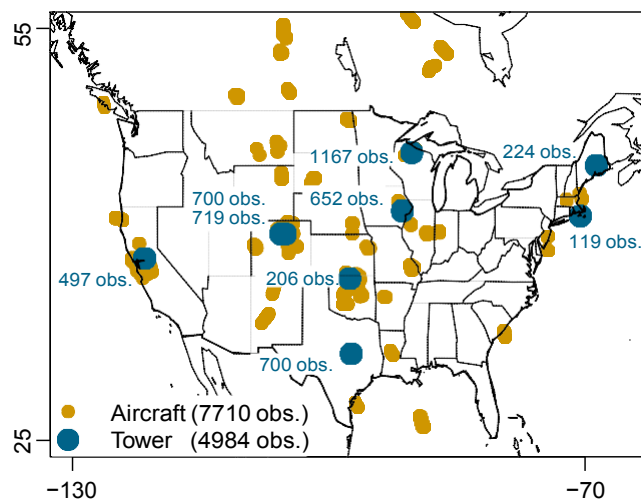 55
224 obs.
1167 obs.
700 obs.
652 obs.
719 obs.
119 obs.
497 obs.
206 obs.
700 obs.
Aircraft (7710 obs.)
Tower (4984 obs.)
25
−130
−70